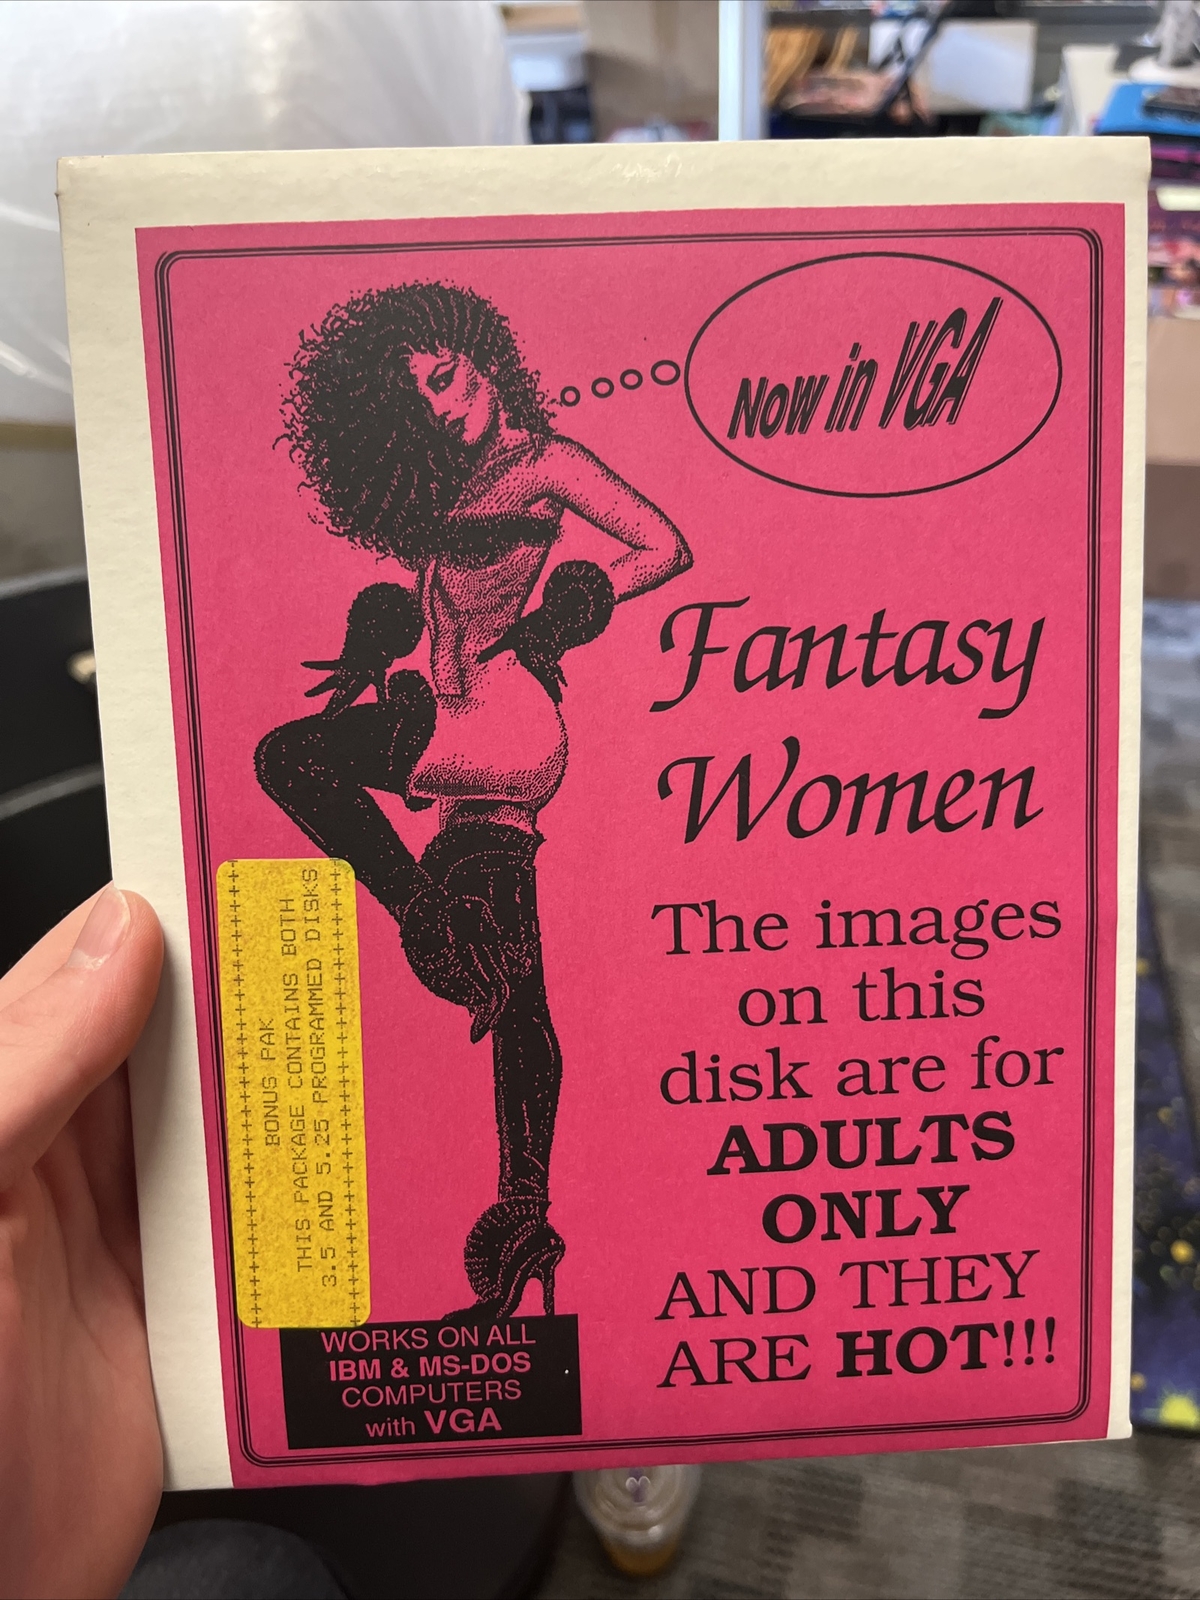 Now in VGA
Fantasy
Women
The images
on this
disk are for
ADULTS
ONLY
AND THEY
ARE HOT!!!
++++++++++++++++++++++++++++++++++++
BONUS PAK
THIS PACKAGE CONTAINS BOTH
3.5 AND 5.25 PROGRAMMED DISKS
++++++++++++++++++++++++++++++++++++
WORKS ON ALL
IBM & MS-DOS
COMPUTERS
with VGA